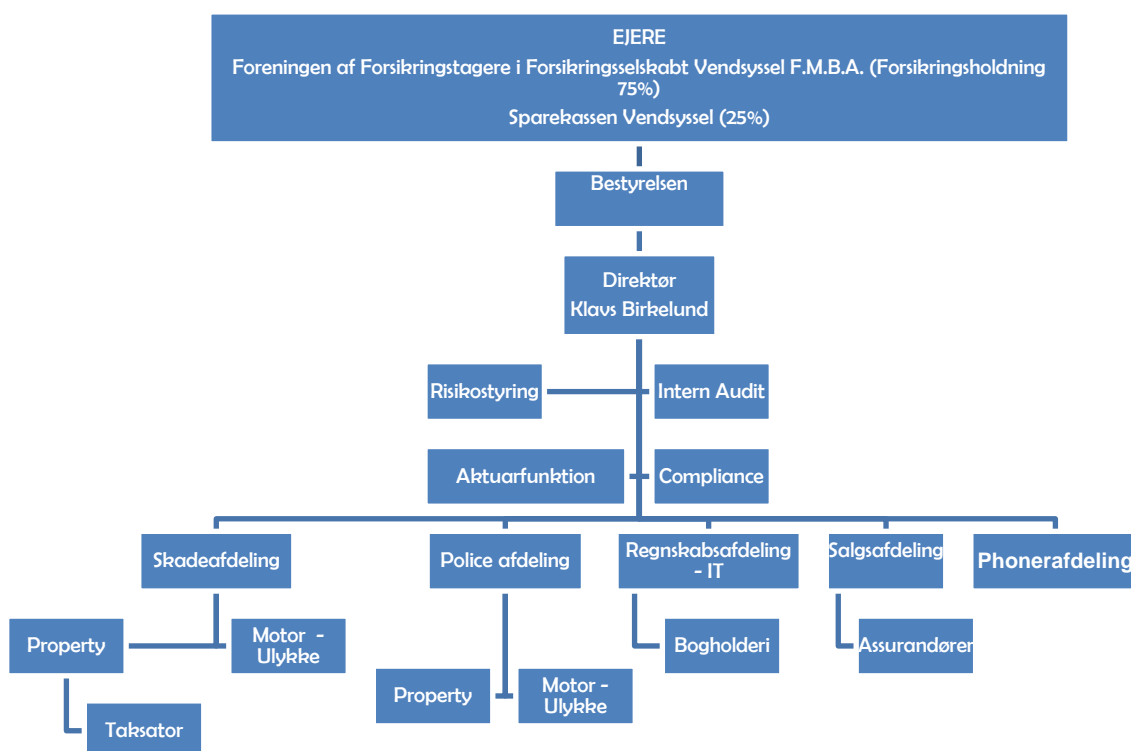 EJERE
Foreningen af Forsikringstagere i Forsikringsselskabt Vendsyssel F.M.B.A. (Forsikringsholdning
75%)
Sparekassen Vendsyssel (25%)
Bestyrelsen
Direktør
Klavs Birkelund
Risikostyring
Intern Audit
Aktuarfunktion
Compliance
Skadeafdeling
Police afdeling
Regnskabsafdeling
- IT
Salgsafdeling
Phonerafdeling
Property
Motor -
Ulykke
Bogholderi
Assurandører
Property
Motor -
Ulykke
Taksator